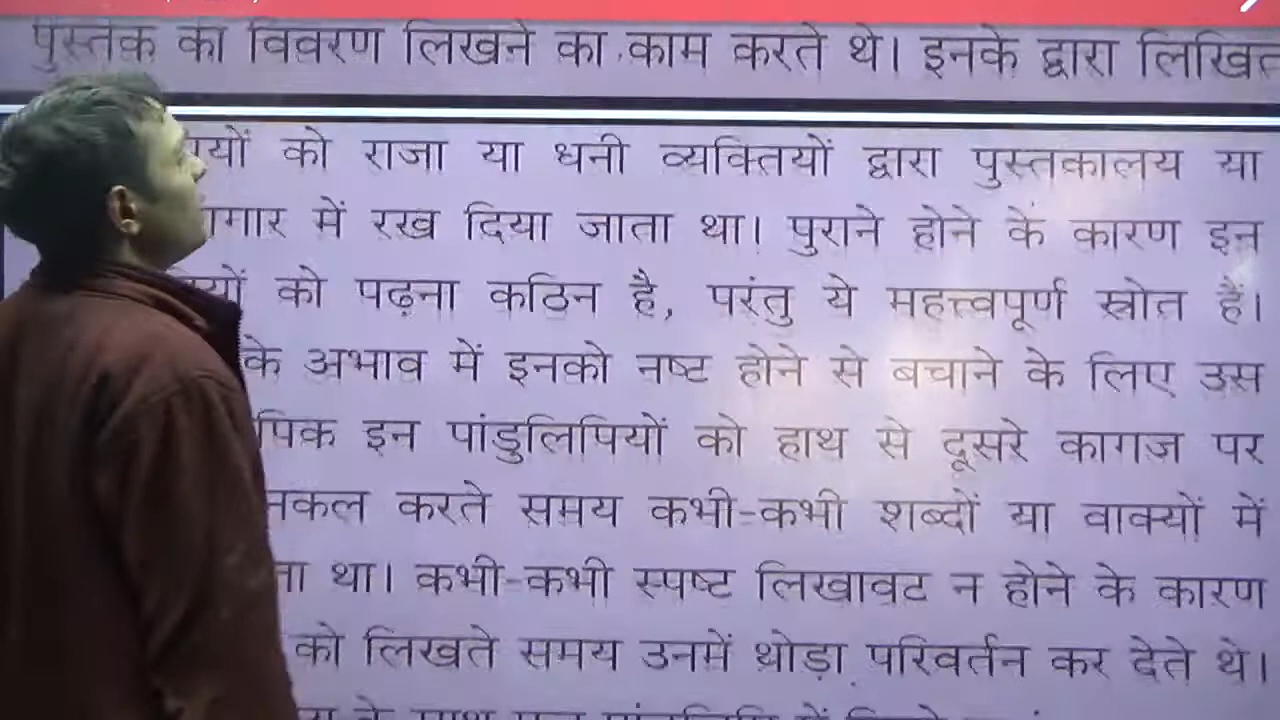 पुस्तक का विवरण लिखने का काम करते थे। इनके द्वारा लिखित
को राजा या धनी व्यक्तियों द्वारा पुस्तकालय या
में रख दिया जाता था। पुराने होने के कारण इन
को पढ़ना कठिन है, परंतु ये महत्त्वपूर्ण स्रोत हैं।
के अभाव में इनको नष्ट होने से बचाने के लिए उस
इन पांडुलिपियों को हाथ से दूसरे कागज़ पर
नकल करते समय कभी-कभी शब्दों या वाक्यों में
था। कभी-कभी स्पष्ट लिखावट न होने के कारण
को लिखते समय उनमें थोड़ा परिवर्तन कर देते थे।